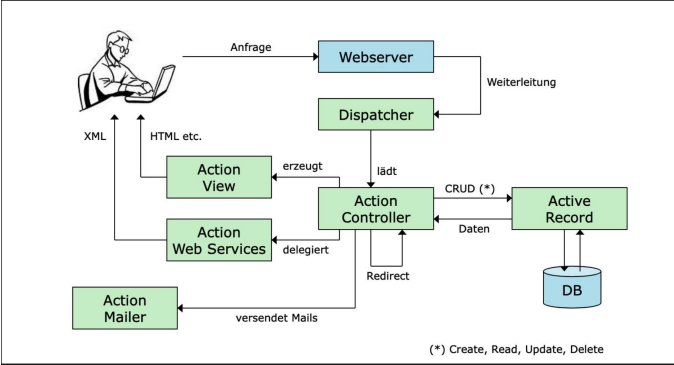 Anfrage
Webserver
Weiterleitung
Dispatcher
XML
HTML etc.
lädt
Action
View
erzeugt
Action
Controller
CRUD (*)
Active
Record
Daten
Action
Web Services
delegiert
Redirect
DB
Action
Mailer
versendet Mails
(*) Create, Read, Update, Delete